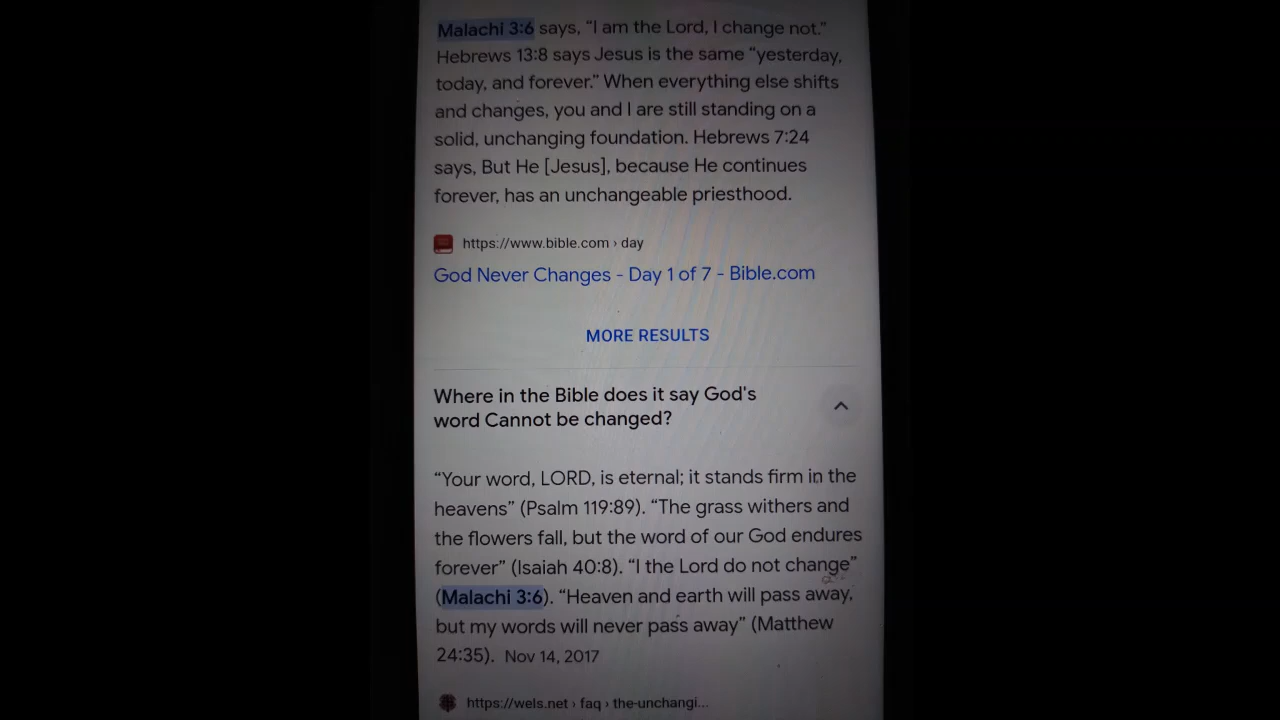 Malachi 3:6 says, “I am the Lord, I change not.”
Hebrews 13:8 says Jesus is the same “yesterday,
today, and forever.” When everything else shifts
and changes, you and I are still standing on a
solid, unchanging foundation. Hebrews 7:24
says, But He [Jesus], because He continues
forever, has an unchangeable priesthood.
https://www.bible.com › day
God Never Changes - Day 1 of 7 - Bible.com
MORE RESULTS
Where in the Bible does it say God's
word Cannot be changed?
“Your word, LORD, is eternal; it stands firm in the
heavens” (Psalm 119:89). “The grass withers and
the flowers fall, but the word of our God endures
forever” (Isaiah 40:8). “I the Lord do not change”
(Malachi 3:6). “Heaven and earth will pass away,
but my words will never pass away” (Matthew
24:35). Nov 14, 2017
https://wels.net › faq › the-unchangi...